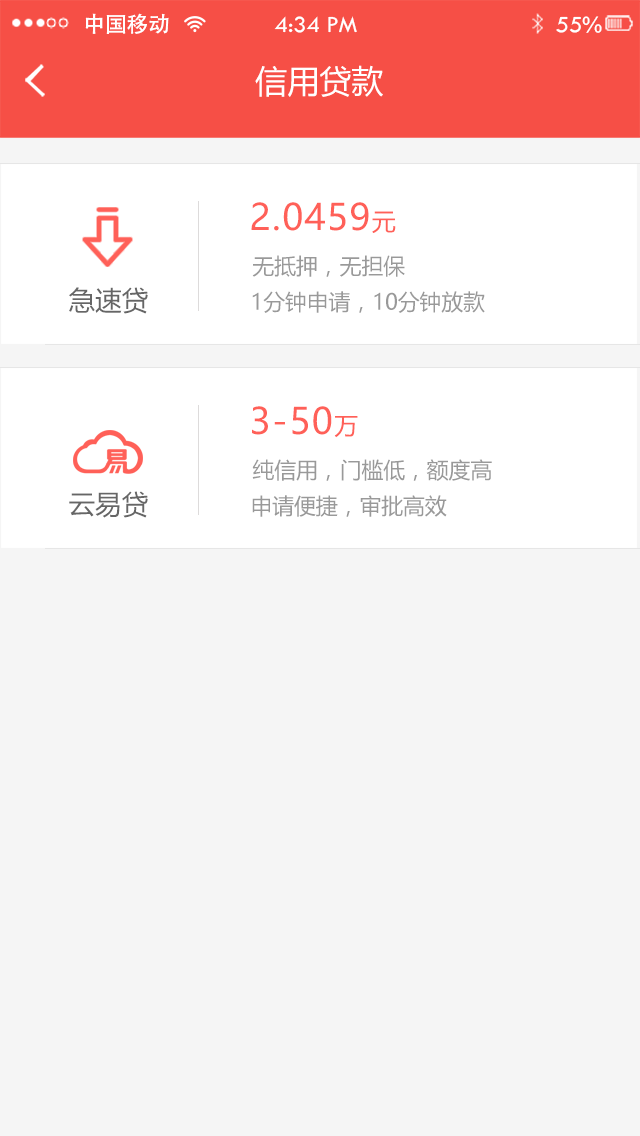 中国移动 4:34 PM 55%
信用贷款
2.0459元
无抵押，无担保
急速贷
1分钟申请，10分钟放款
3-50万
易
纯信用，门槛低，额度高
云易贷
申请便捷，审批高效